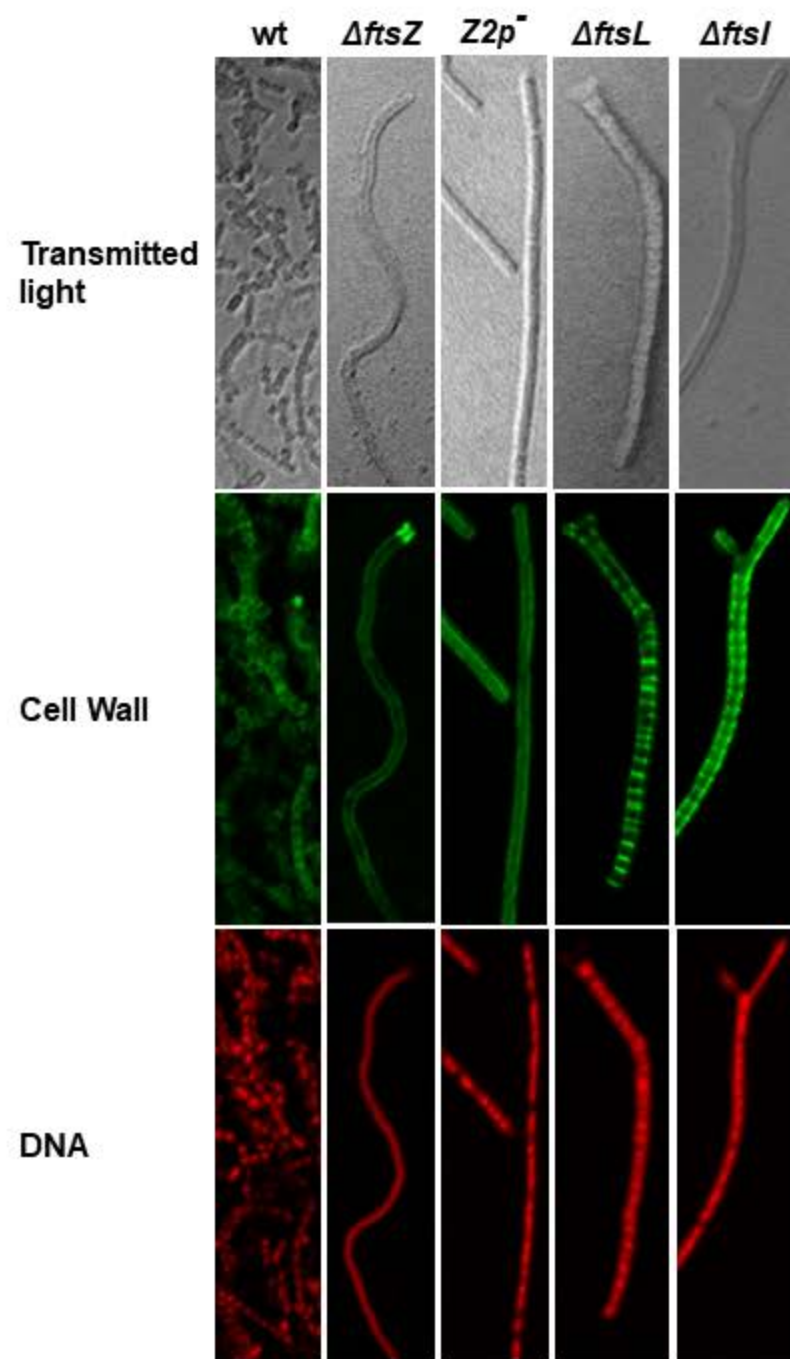 wt ΔftsZ Z2p⁻ ΔftsL ΔftsI
Transmitted
light
Cell Wall
DNA